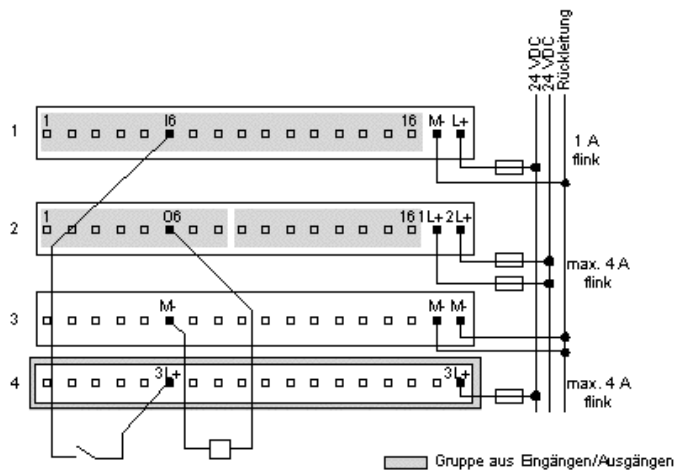 24 VDC
24 VDC
Rückleitung
1
1 I6 16 M- L+
1 A
flink
2
1 O6 16 1L+ 2L+
max. 4 A
flink
3
M- M- M-
4
3L+ 3L+
max. 4 A
flink
Gruppe aus Eingängen/Ausgängen